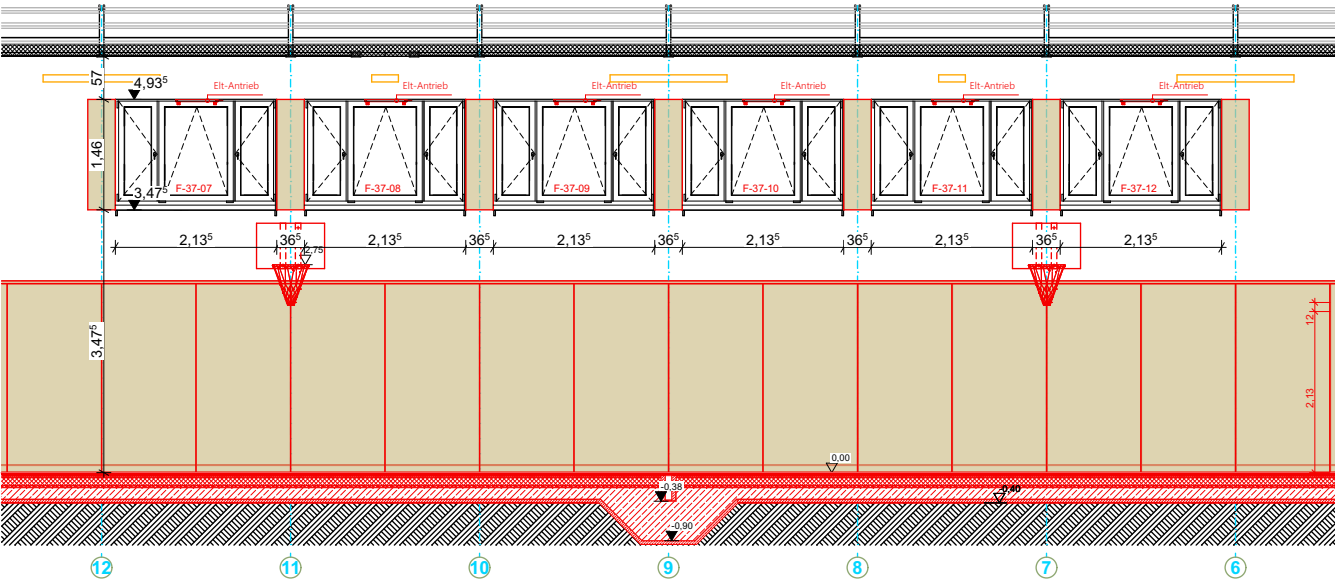 57
4,93⁵
Elt-Antrieb
Elt-Antrieb
Elt-Antrieb
Elt-Antrieb
Elt-Antrieb
Elt-Antrieb
1,46
3,47⁵
F-37-07
F-37-08
F-37-09
F-37-10
F-37-11
F-37-12
2,13⁵
36⁵
2,13⁵
36⁵
2,13⁵
36⁵
2,13⁵
36⁵
2,13⁵
36⁵
2,13⁵
2,75
3,47⁵
12
2,13
0,00
-0,38
-0,40
-0,90
12
11
10
9
8
7
6